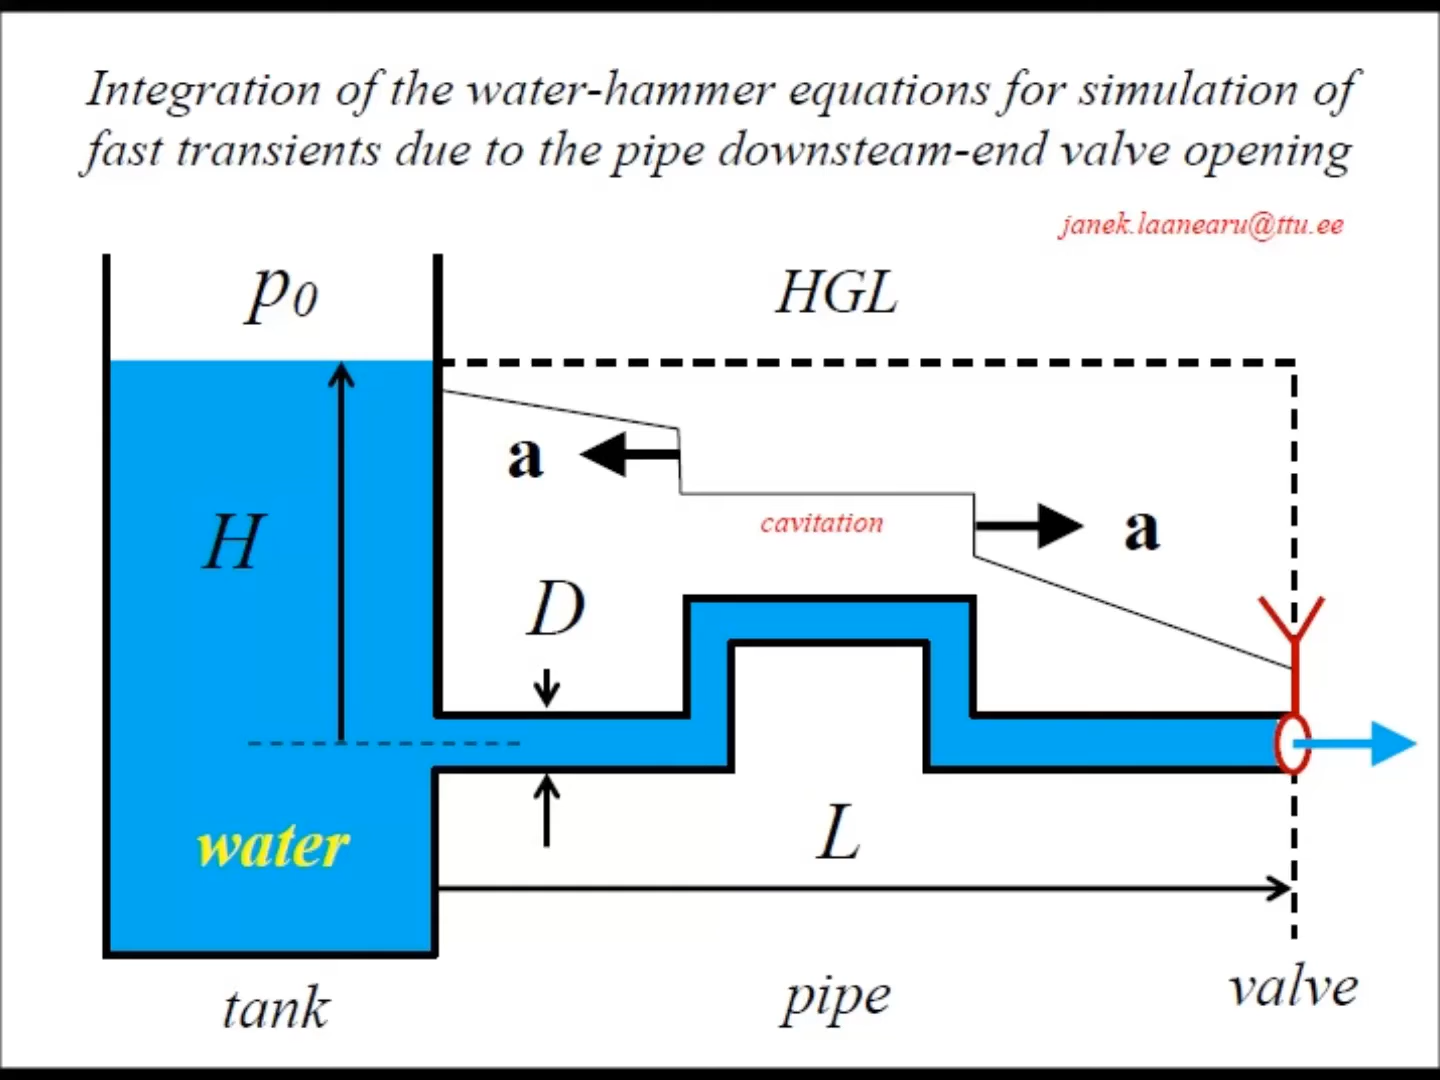 Integration of the water-hammer equations for simulation of
fast transients due to the pipe downsteam-end valve opening
janek.laanearu@ttu.ee
p0
HGL
a
H
cavitation
a
D
water
L
tank
pipe
valve